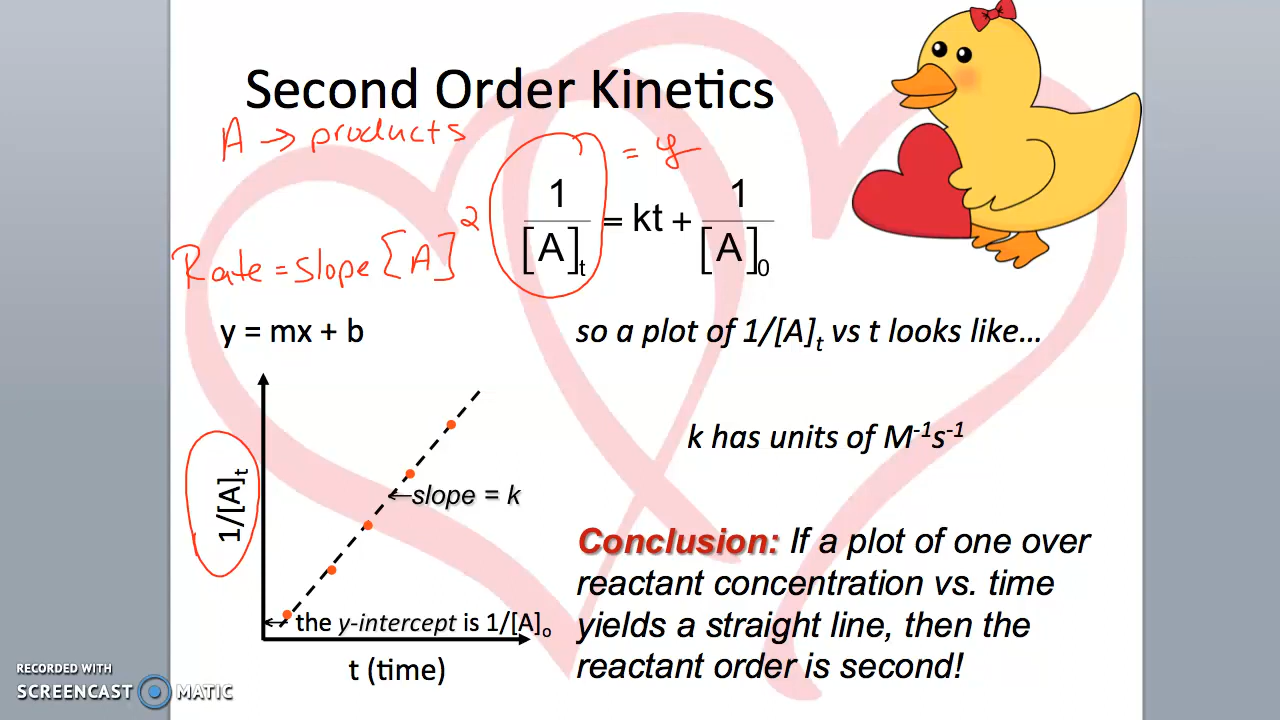 Second Order Kinetics
A → products
= y
1/[A]t = kt + 1/[A]0
Rate = slope [A]²
y = mx + b
so a plot of 1/[A]t vs t looks like…
k has units of M⁻¹s⁻¹
1/[A]t
←slope = k
the y-intercept is 1/[A]o
t (time)
Conclusion: If a plot of one over
reactant concentration vs. time
yields a straight line, then the
reactant order is second!
RECORDED WITH
SCREENCAST MATIC